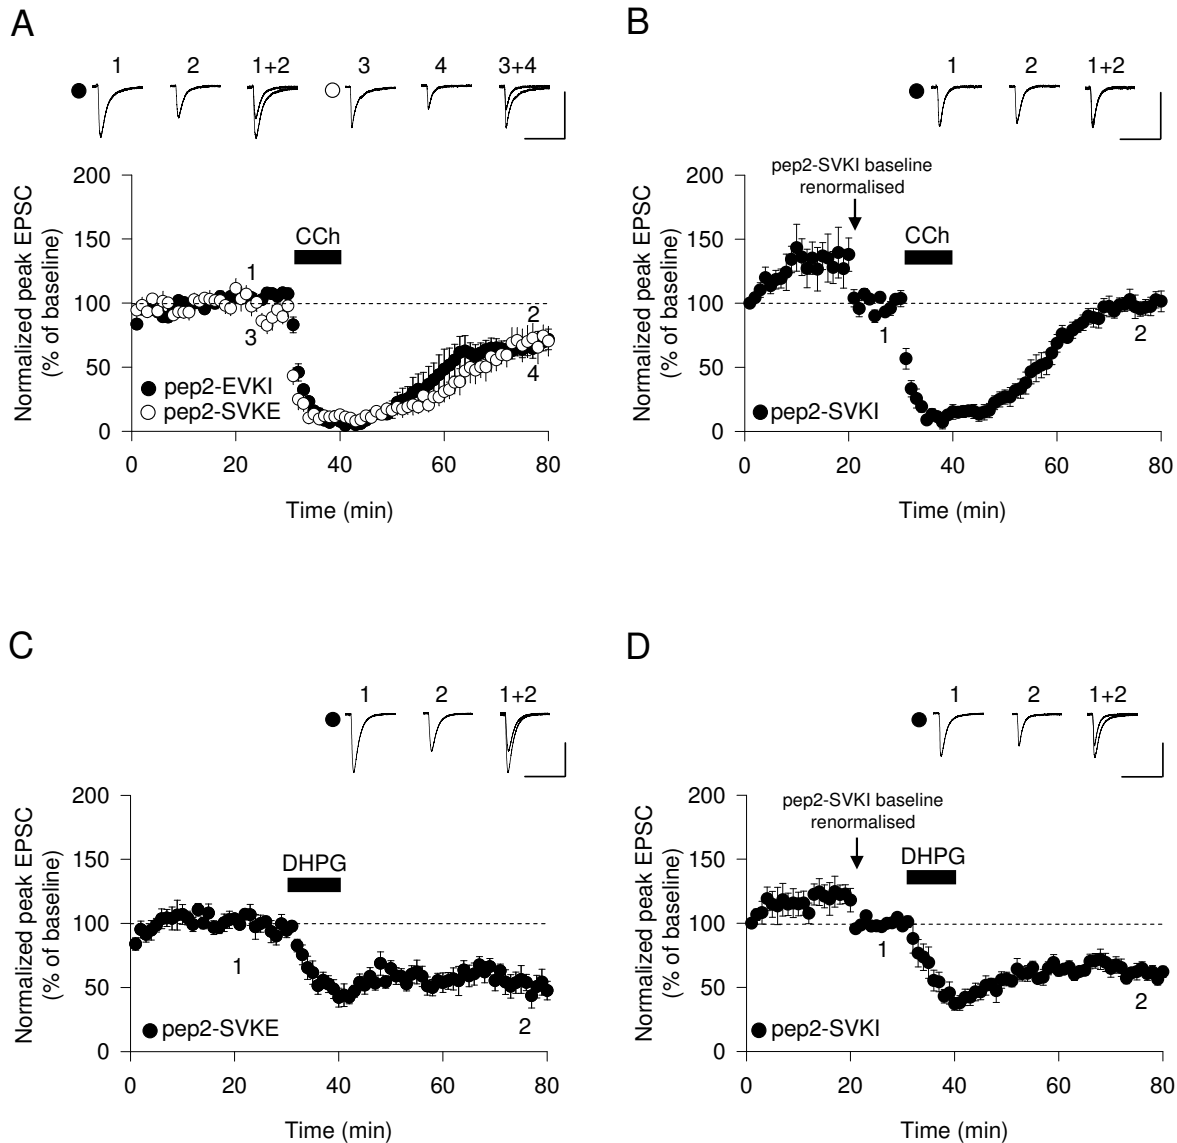 A
1 2 1+2 3 4 3+4
200
150
100
50
0
Normalized peak EPSC
(% of baseline)
CCh
1
3
2
4
pep2-EVKI
pep2-SVKE
0 20 40 60 80
Time (min)
B
1 2 1+2
pep2-SVKI baseline
renormalised
200
150
100
50
0
Normalized peak EPSC
(% of baseline)
CCh
1
2
pep2-SVKI
0 20 40 60 80
Time (min)
C
1 2 1+2
200
150
100
50
0
Normalized peak EPSC
(% of baseline)
DHPG
1
2
pep2-SVKE
0 20 40 60 80
Time (min)
D
1 2 1+2
pep2-SVKI baseline
renormalised
200
150
100
50
0
Normalized peak EPSC
(% of baseline)
DHPG
1
2
pep2-SVKI
0 20 40 60 80
Time (min)